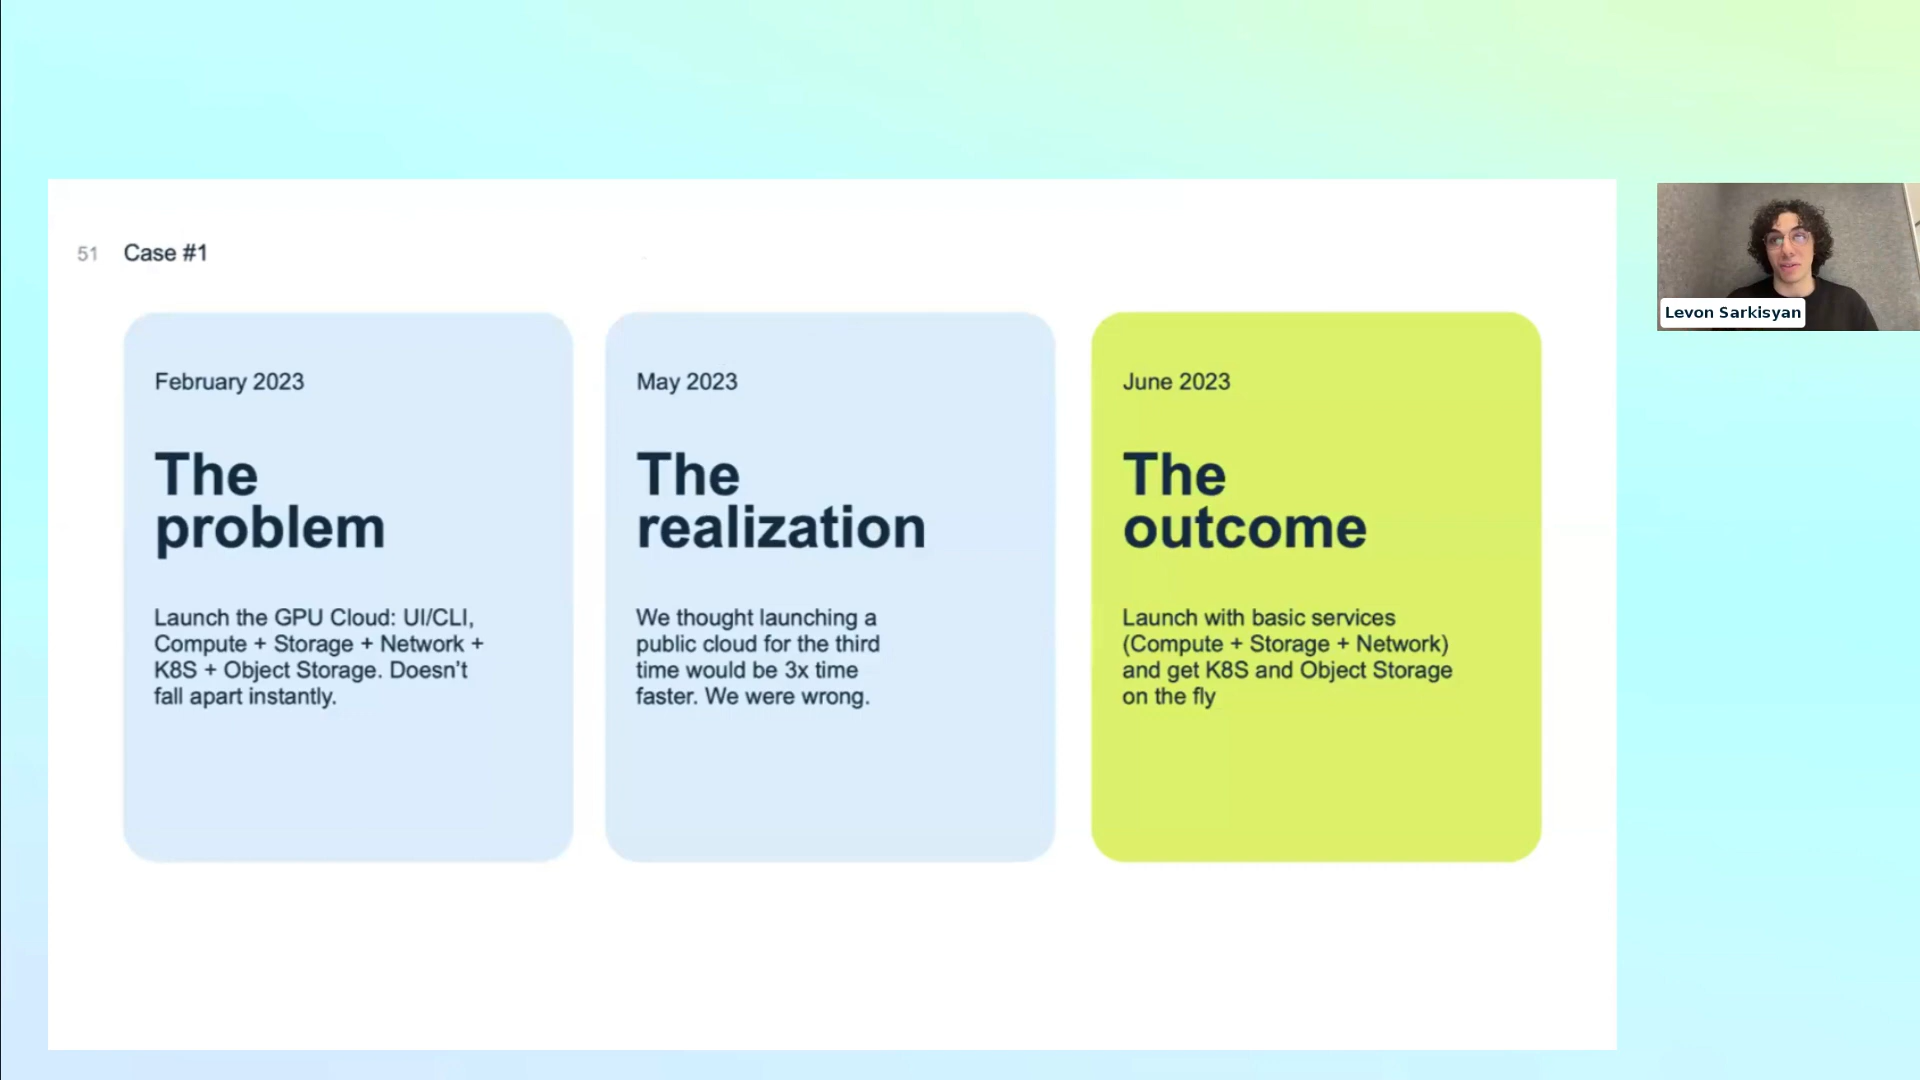 51 Case #1
February 2023
The
problem
Launch the GPU Cloud: UI/CLI,
Compute + Storage + Network +
K8S + Object Storage. Doesn't
fall apart instantly.
May 2023
The
realization
We thought launching a
public cloud for the third
time would be 3x time
faster. We were wrong.
June 2023
The
outcome
Launch with basic services
(Compute + Storage + Network)
and get K8S and Object Storage
on the fly
Levon Sarkisyan